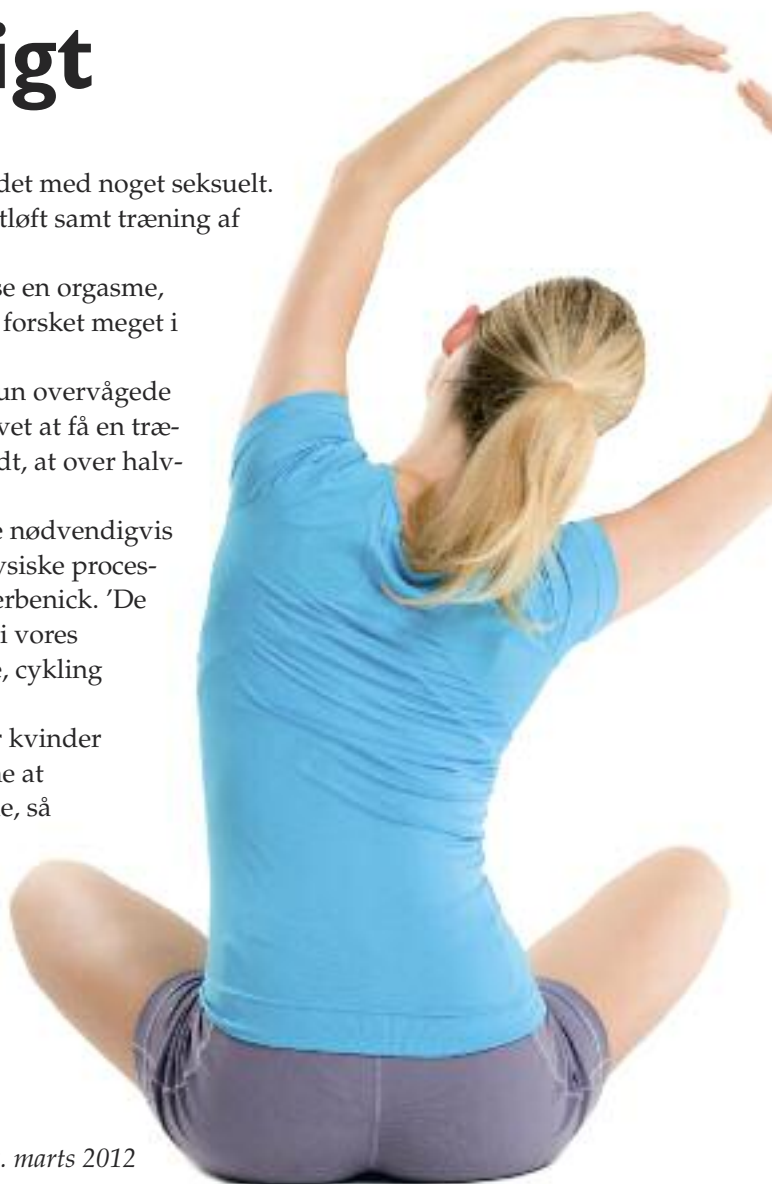 igt
det med noget seksuelt.
tløft samt træning af
se en orgasme,
forsket meget i
un overvågede
vet at få en træ-
dt, at over halv-
e nødvendigvis
ysiske proces-
erbenick. 'De
i vores
e, cykling
r kvinder
ne at
e, så
. marts 2012